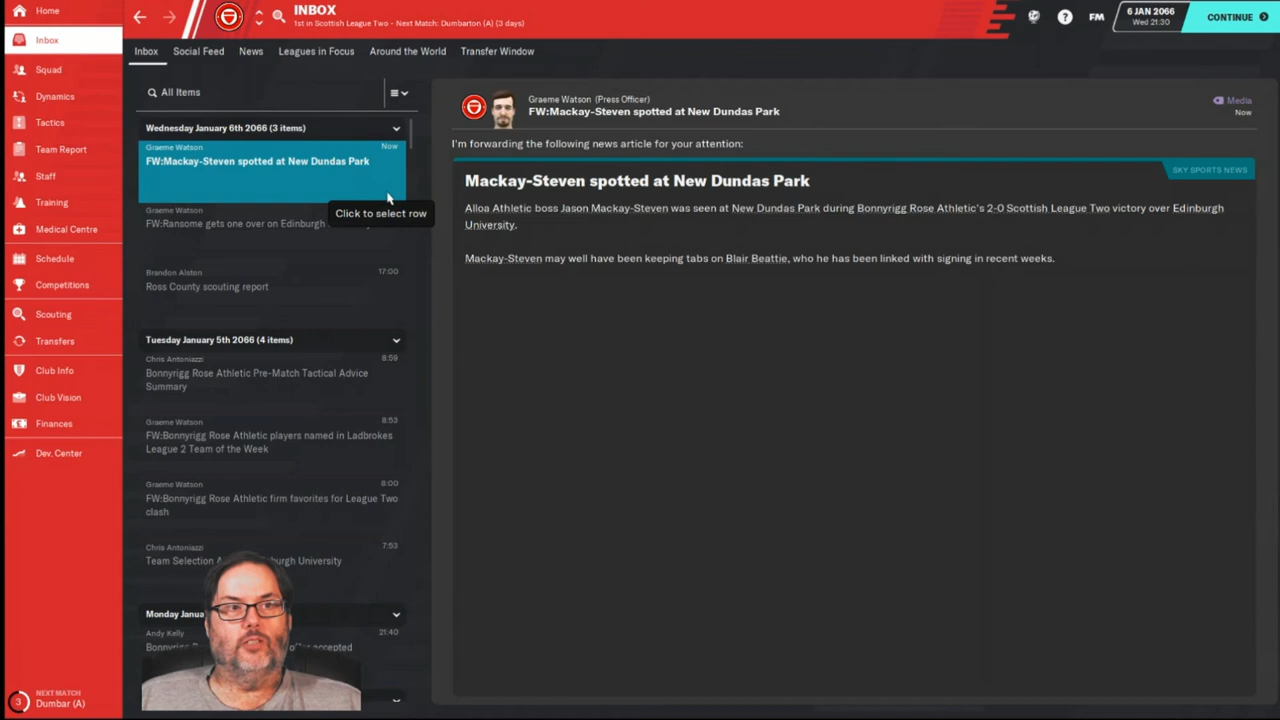 Home
Inbox
Squad
Dynamics
Tactics
Team Report
Staff
Training
Medical Centre
Schedule
Competitions
Scouting
Transfers
Club Info
Club Vision
Finances
Dev. Center
3
NEXT MATCH
Dumbar (A)
INBOX
1st in Scottish League Two - Next Match: Dumbarton (A) (3 days)
?
FM
6 JAN 2066
Wed 21:30
CONTINUE
Inbox
Social Feed
News
Leagues in Focus
Around the World
Transfer Window
All Items
Wednesday January 6th 2066 (3 items)
Graeme Watson
Now
FW:Mackay-Steven spotted at New Dundas Park
Click to select row
Graeme Watson
FW:Ransome gets one over on Edinburgh
Brandon Alston
17:00
Ross County scouting report
Tuesday January 5th 2066 (4 items)
Chris Antoniazzi
8:59
Bonnyrigg Rose Athletic Pre-Match Tactical Advice
Summary
Graeme Watson
8:53
FW:Bonnyrigg Rose Athletic players named in Ladbrokes
League 2 Team of the Week
Graeme Watson
8:00
FW:Bonnyrigg Rose Athletic firm favorites for League Two
clash
Chris Antoniazzi
7:53
Team Selection
burgh University
Monday Janua
Andy Kelly
21:40
accepted
Graeme Watson (Press Officer)
FW:Mackay-Steven spotted at New Dundas Park
Media
Now
I'm forwarding the following news article for your attention:
SKY SPORTS NEWS
Mackay-Steven spotted at New Dundas Park
Alloa Athletic boss Jason Mackay-Steven was seen at New Dundas Park during Bonnyrigg Rose Athletic's 2-0 Scottish League Two victory over Edinburgh
University.
Mackay-Steven may well have been keeping tabs on Blair Beattie, who he has been linked with signing in recent weeks.